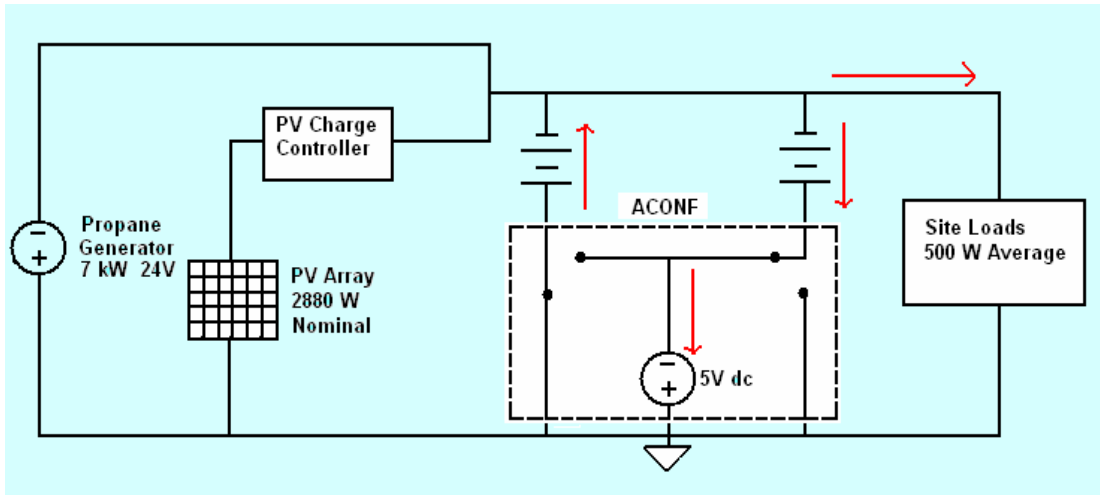 PV Charge
Controller
ACONF
Propane
Generator
7 kW 24V
PV Array
2880 W
Nominal
5V dc
Site Loads
500 W Average